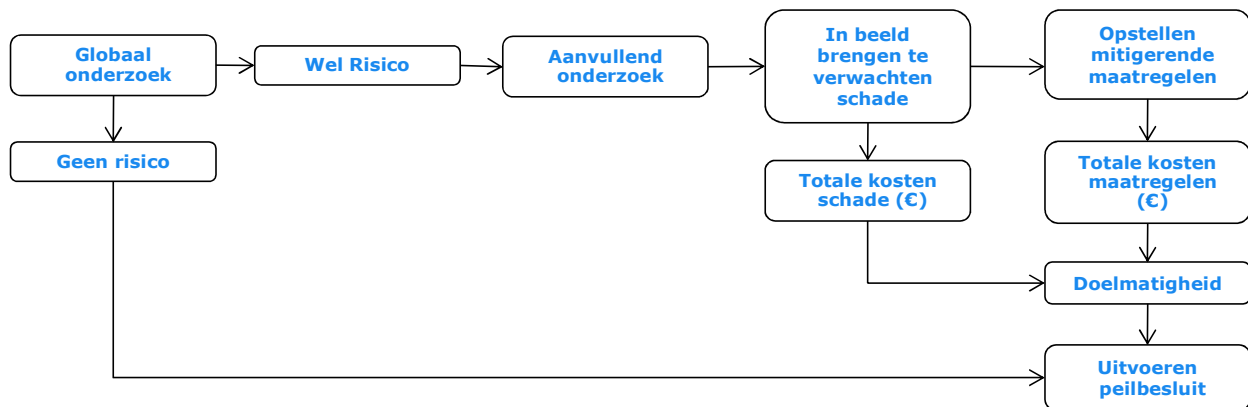 Globaal
onderzoek
Wel Risico
Aanvullend
onderzoek
In beeld
brengen te
verwachten
schade
Opstellen
mitigerende
maatregelen
Geen risico
Totale kosten
schade (€)
Totale kosten
maatregelen
(€)
Doelmatigheid
Uitvoeren
peilbesluit